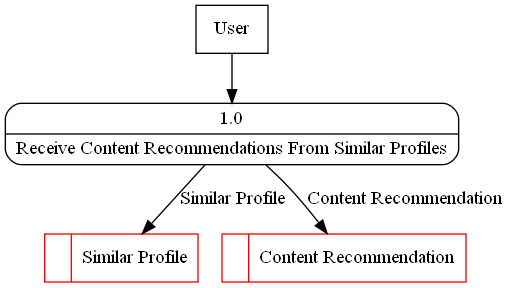 User
1.0
Receive Content Recommendations From Similar Profiles
Similar Profile
Content Recommendation
Similar Profile
Content Recommendation